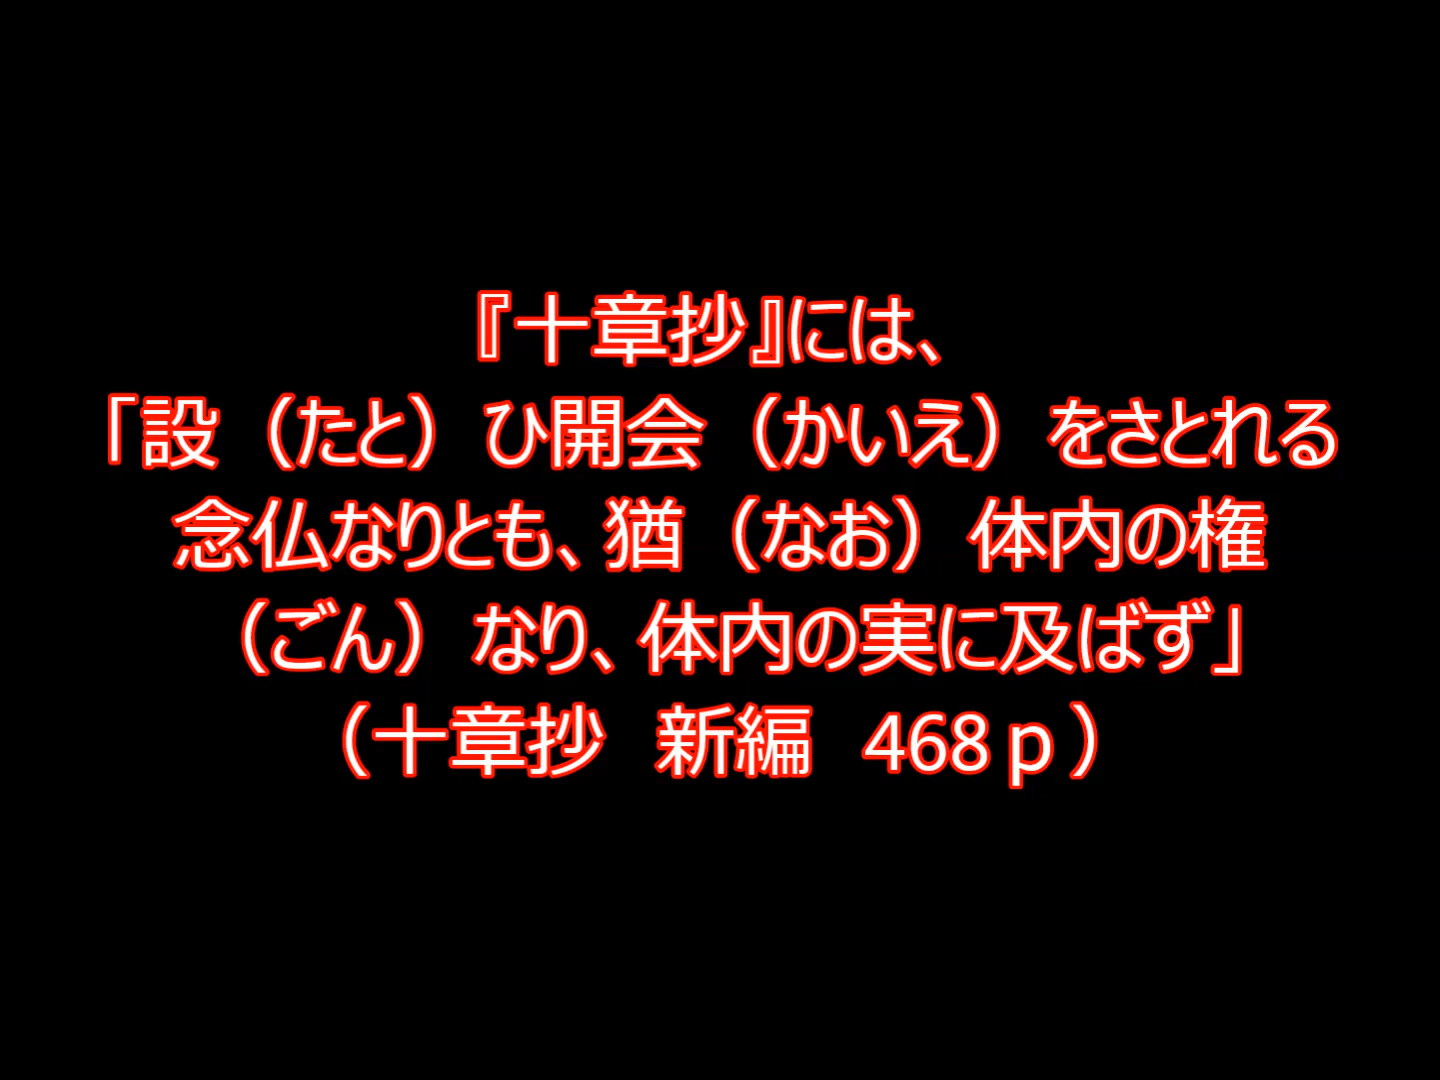 『十章抄』には、
「設（たと）ひ開会（かいえ）をさとれる
念仏なりとも、猶（なお）体内の権
（ごん）なり、体内の実に及ばず」
（十章抄　新編　468ｐ）